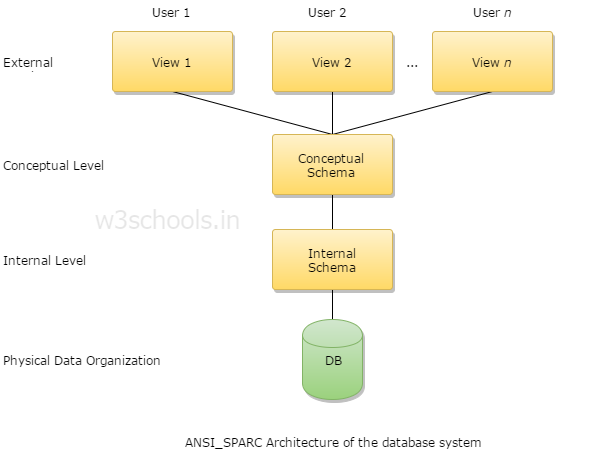 User 1 User 2 User n
External View 1 View 2 ... View n
Conceptual Level
Conceptual
Schema
w3schools.in
Internal Level
Internal
Schema
Physical Data Organization DB
ANSI_SPARC Architecture of the database system